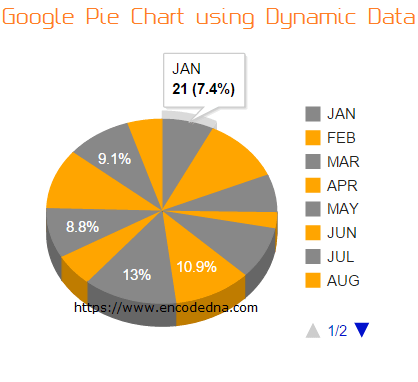 Google Pie Chart using Dynamic Data
JAN
21 (7.4%)
9.1%
8.8%
13%
10.9%
https://www.encodedna.com
JAN
FEB
MAR
APR
MAY
JUN
JUL
AUG
1/2